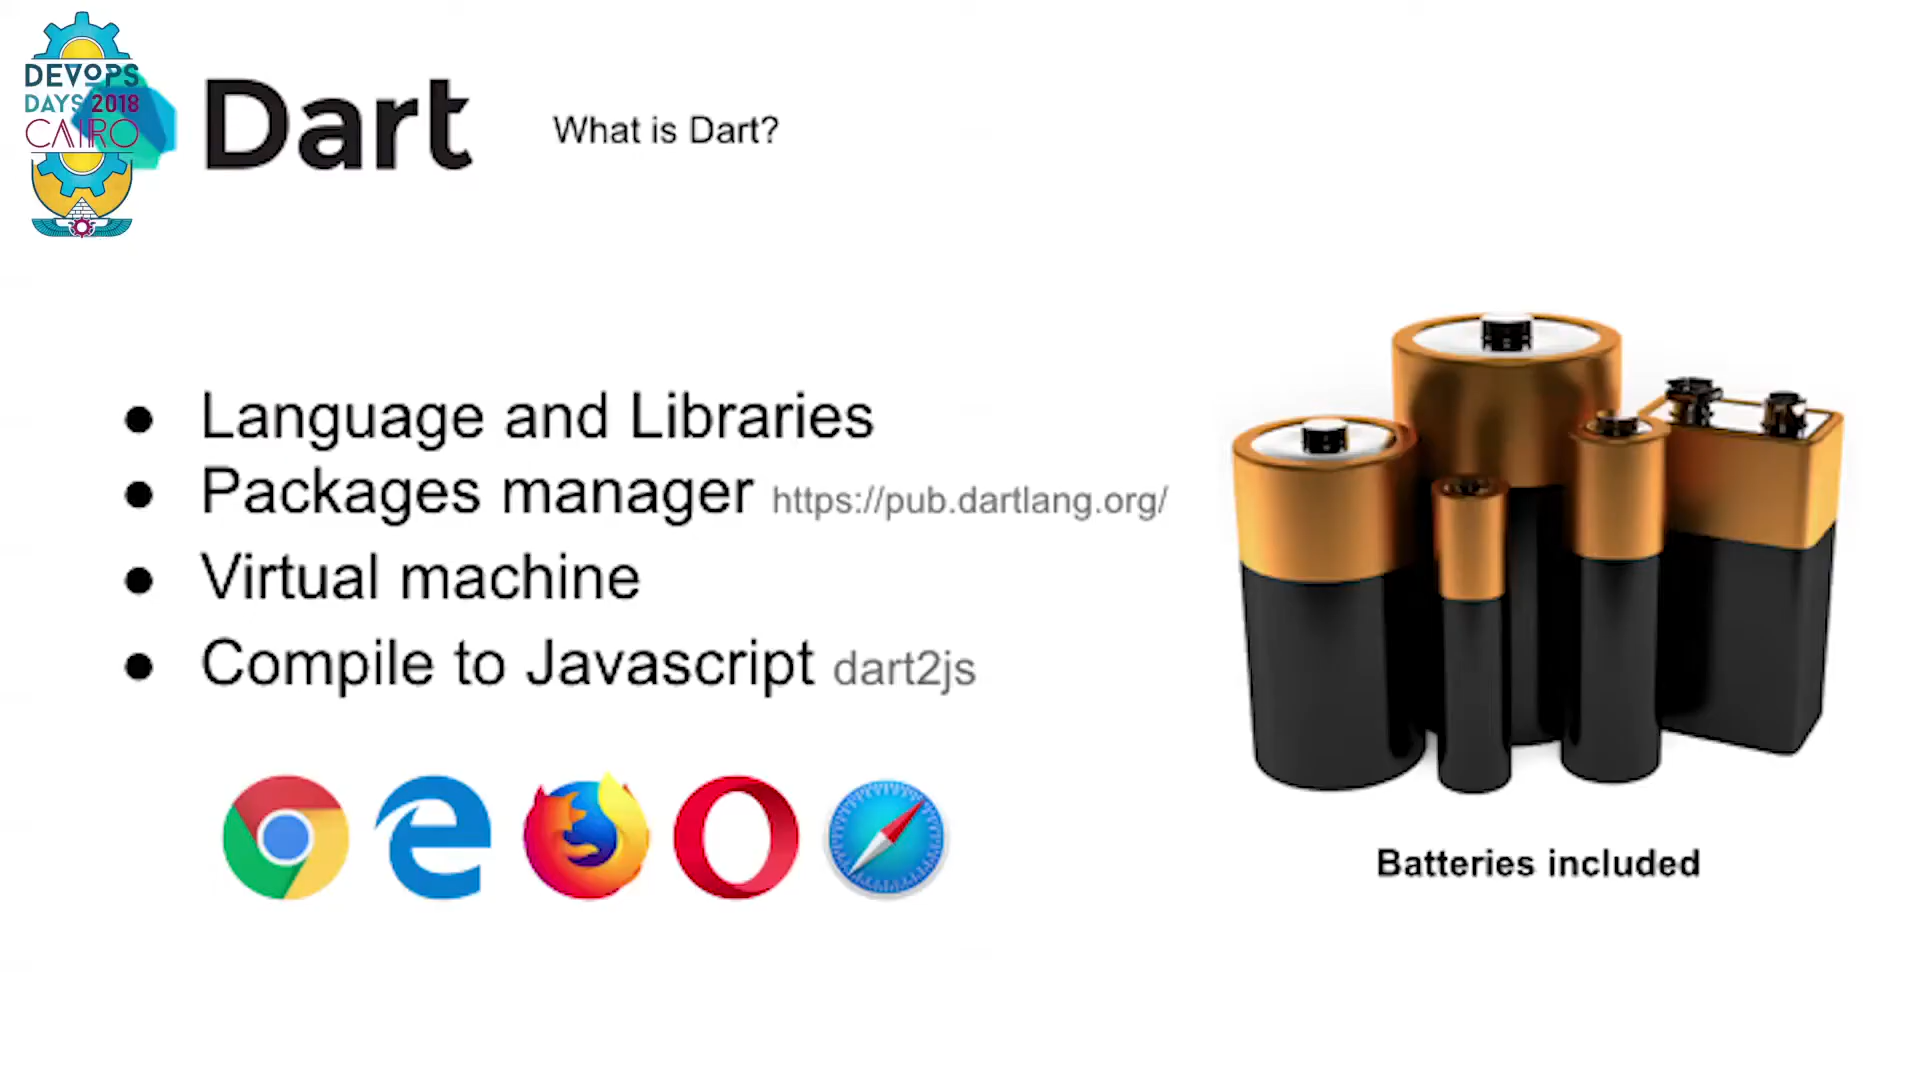 DEVOPS
DAYS 2018
CAIRO
Dart
What is Dart?
● Language and Libraries
● Packages manager https://pub.dartlang.org/
● Virtual machine
● Compile to Javascript dart2js
Batteries included